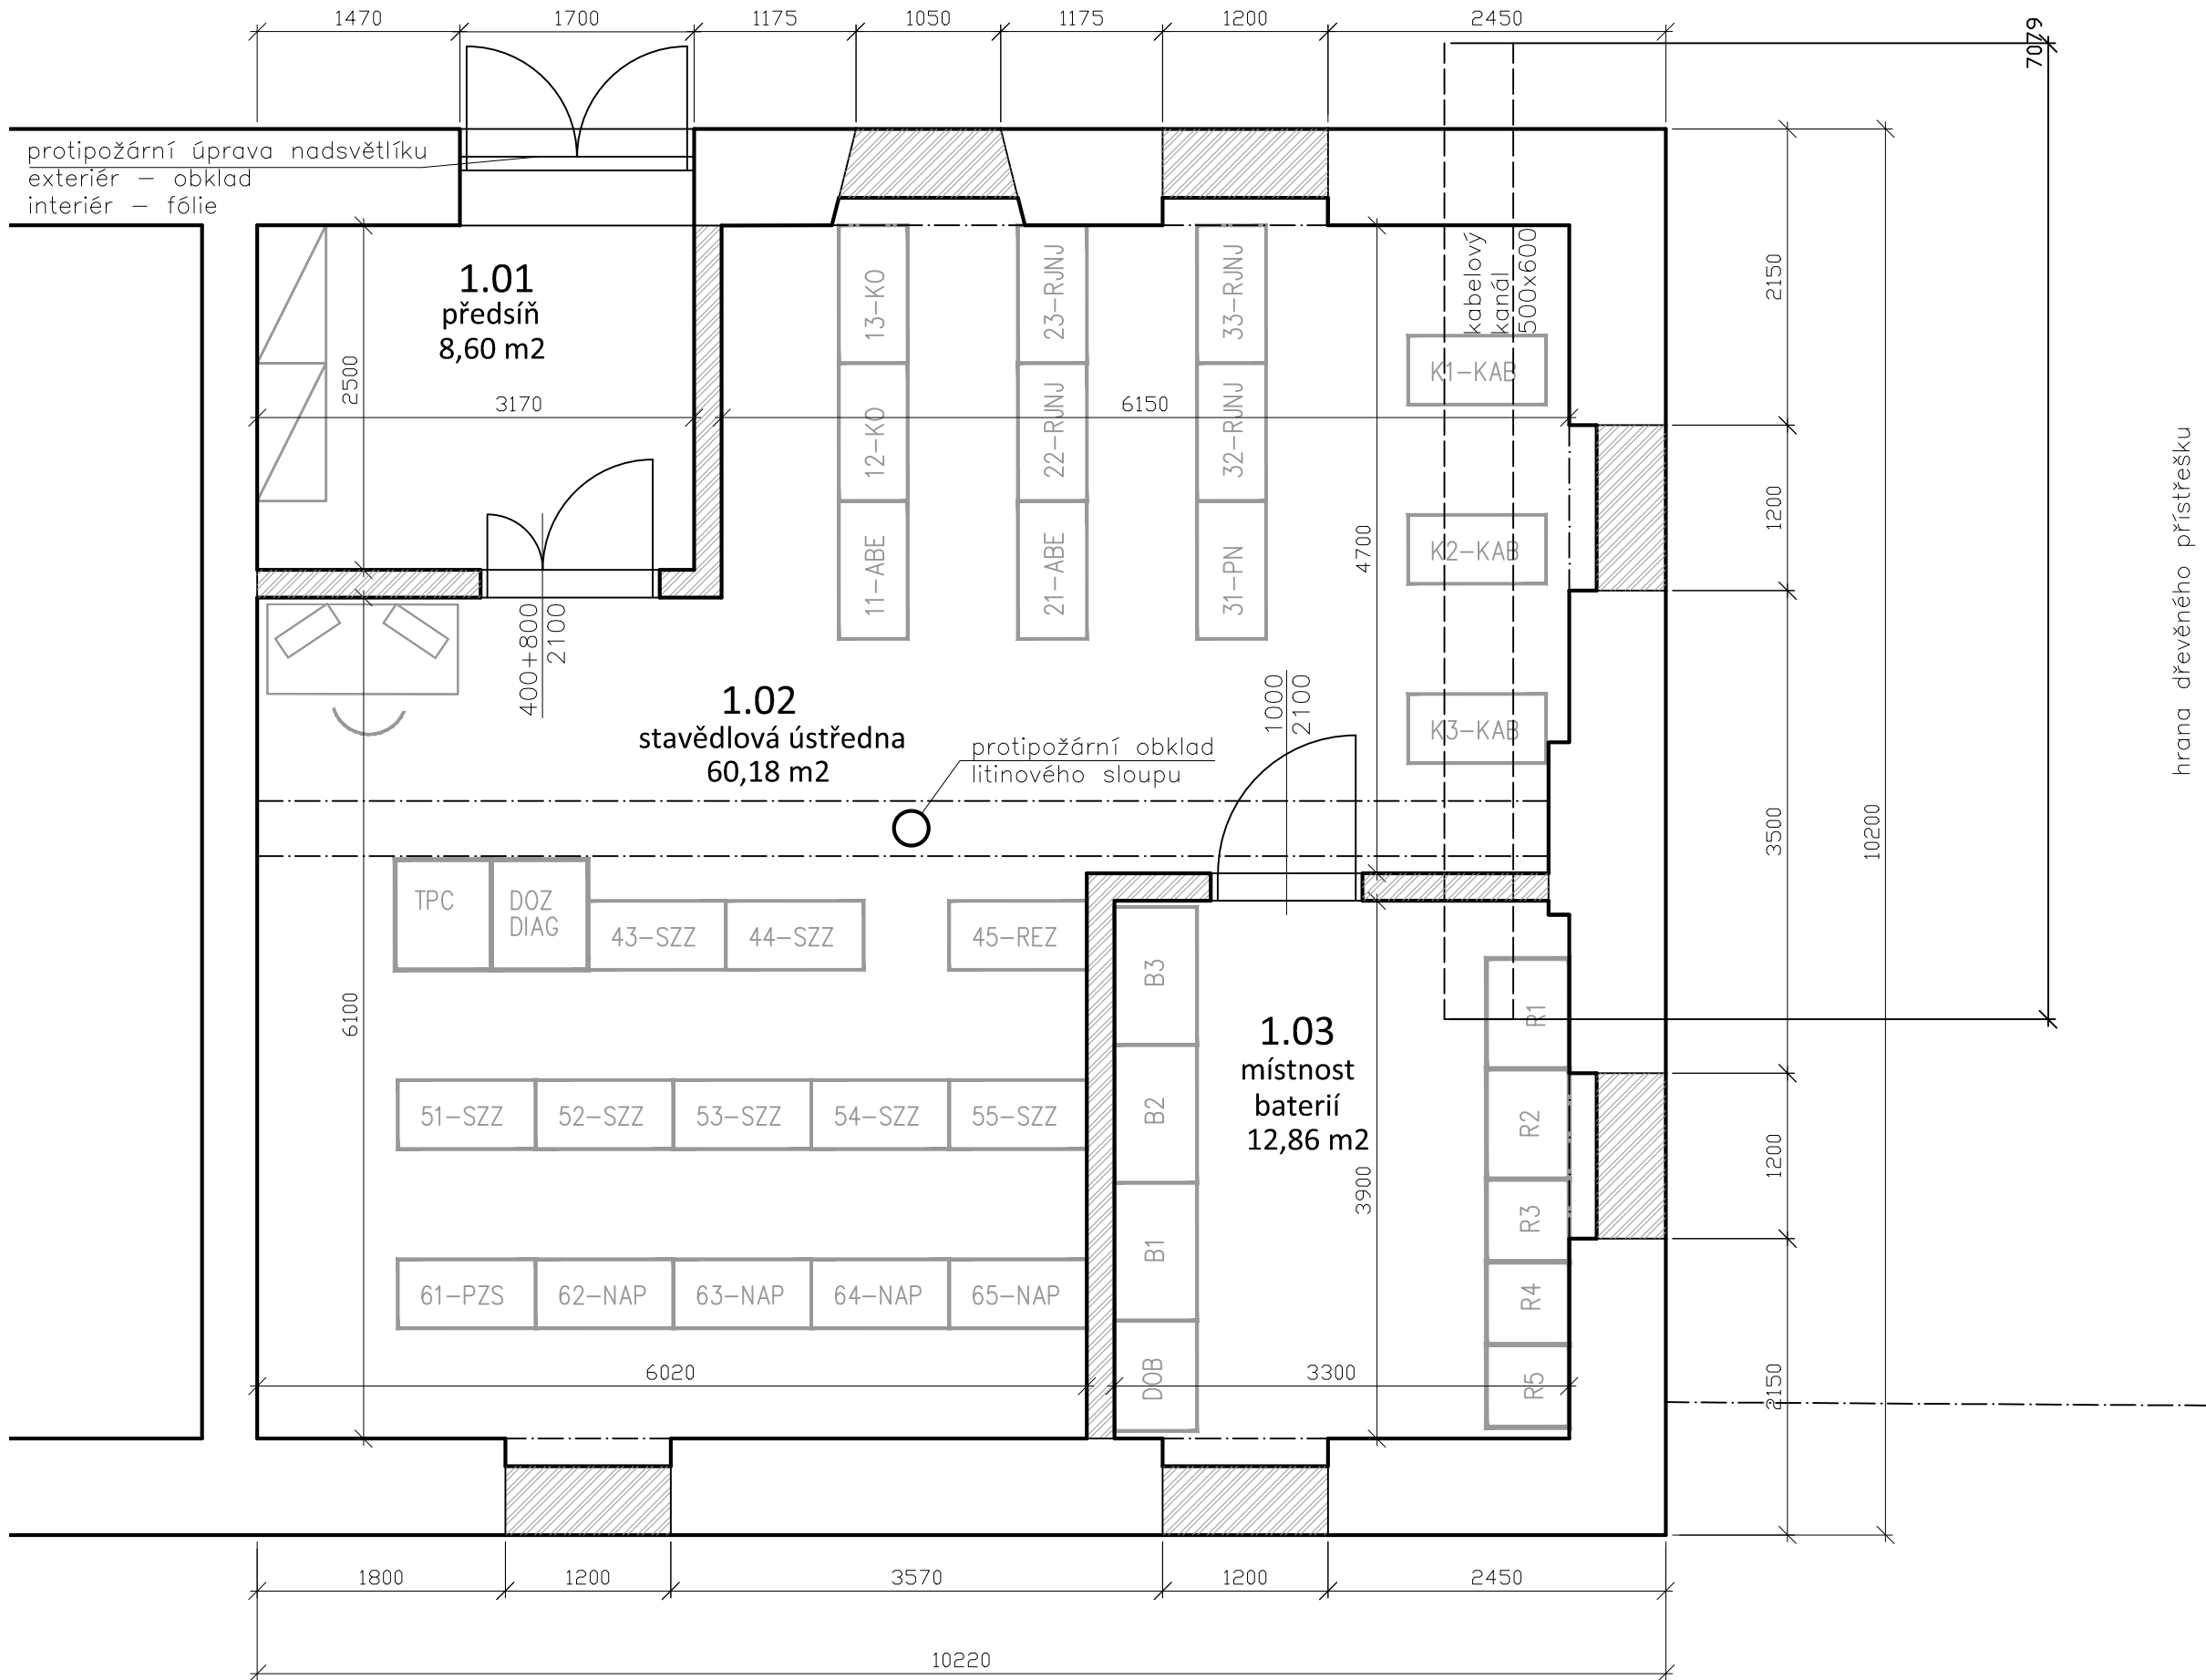 1470
1700
1175
1050
1175
1200
2450
7079
protipožární úprava nadsvětlíku
exteriér – obklad
interiér – fólie
1.01
předsíň
8,60 m2
2500
3170
6150
13-KO
12-KO
11-ABE
23-RJNJ
22-RJNJ
21-ABE
33-RJNJ
32-RJNJ
31-PN
kabelový
kanál
500x600
K1-KAB
K2-KAB
K3-KAB
4700
400+800
2100
1000
2100
1.02
stavědlová ústředna
60,18 m2
protipožární obklad
litinového sloupu
TPC
DOZ
DIAG
43-SZZ
44-SZZ
45-REZ
6100
51-SZZ
52-SZZ
53-SZZ
54-SZZ
55-SZZ
61-PZS
62-NAP
63-NAP
64-NAP
65-NAP
6020
B3
B2
B1
DOB
1.03
místnost
baterií
12,86 m2
3900
3300
R1
R2
R3
R4
R5
2150
1200
3500
1200
2150
10200
hrana dřevěného přístřešku
1800
1200
3570
1200
2450
10220